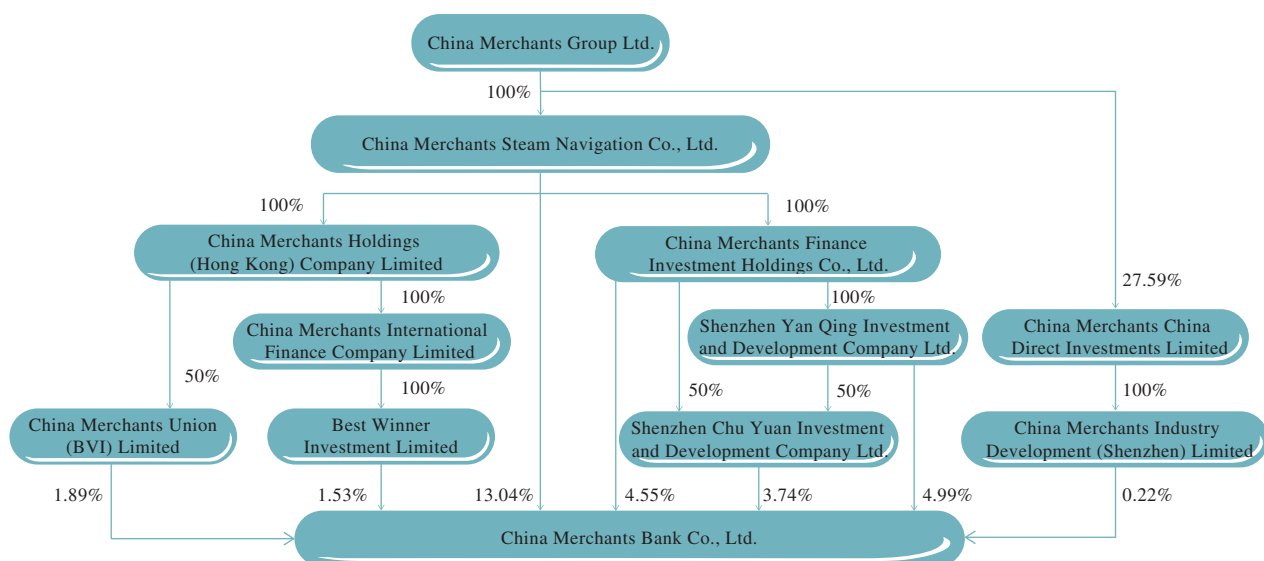 China Merchants Group Ltd.
100%
China Merchants Steam Navigation Co., Ltd.
100%
100%
China Merchants Holdings
(Hong Kong) Company Limited
China Merchants Finance
Investment Holdings Co., Ltd.
27.59%
100%
100%
China Merchants International
Finance Company Limited
Shenzhen Yan Qing Investment
and Development Company Ltd.
China Merchants China
Direct Investments Limited
50%
100%
50%
50%
100%
China Merchants Union
(BVI) Limited
Best Winner
Investment Limited
Shenzhen Chu Yuan Investment
and Development Company Ltd.
China Merchants Industry
Development (Shenzhen) Limited
1.89%
1.53%
13.04%
4.55%
3.74%
4.99%
0.22%
China Merchants Bank Co., Ltd.